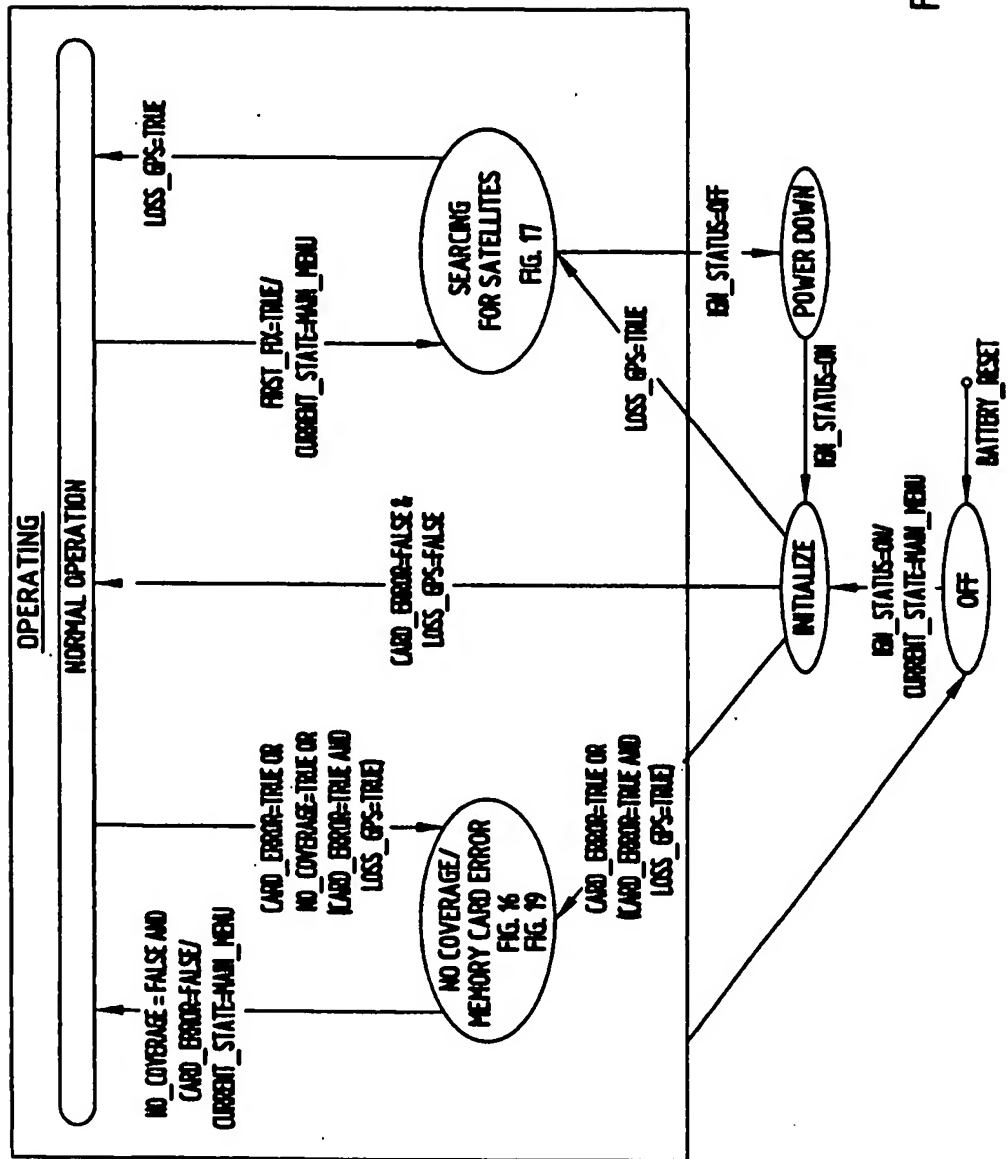 OPERATING
NORMAL OPERATION
NO_COVERAGE = FALSE AND
CARD_ERROR=FALSE/
CURRENT_STATE=MAIN_MENU
CARD_ERROR=TRUE OR
NO_COVERAGE=TRUE OR
(CARD_ERROR=TRUE AND
LOSS_GPS=TRUE)
CARD_ERROR=FALSE &
LOSS_GPS=FALSE
FIRST_FIX=TRUE/
CURRENT_STATE=MAIN_MENU
LOSS_GPS=TRUE
NO COVERAGE/
MEMORY CARD ERROR
FIG. 16
FIG. 19
SEARCING
FOR SATELLITES
FIG. 17
CARD_ERROR=TRUE OR
(CARD_ERROR=TRUE AND
LOSS_GPS=TRUE)
LOSS_GPS=TRUE
IGN_STATUS=OFF
INITIALIZE
IGN_STATUS=ON
POWER DOWN
IGN_STATUS=ON/
CURRENT_STATE=MAIN_MENU
OFF
BATTERY_RESET